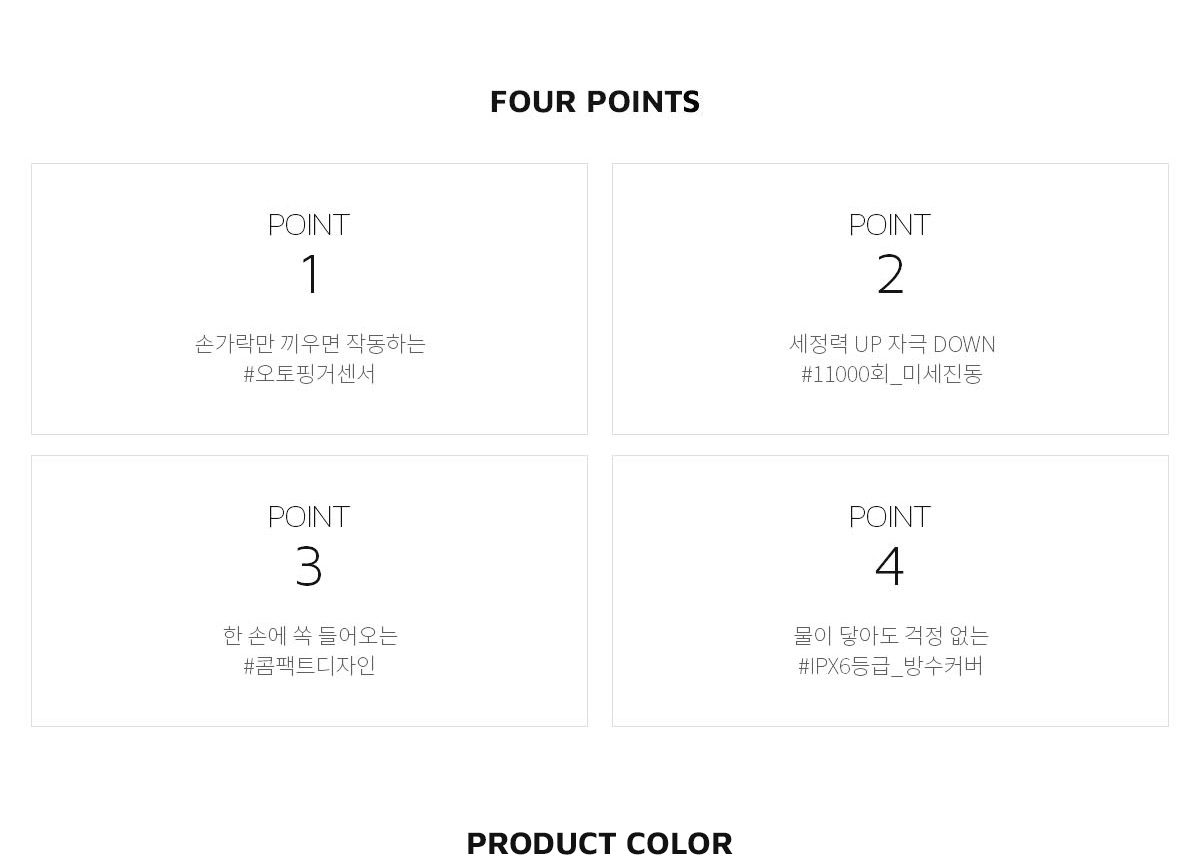 FOUR POINTS
POINT
1
손가락만 끼우면 작동하는
#오토핑거센서
POINT
2
세정력 UP 자극 DOWN
#11000회_미세진동
POINT
3
한 손에 쏙 들어오는
#콤팩트디자인
POINT
4
물이 닿아도 걱정 없는
#IPX6등급_방수커버
PRODUCT COLOR